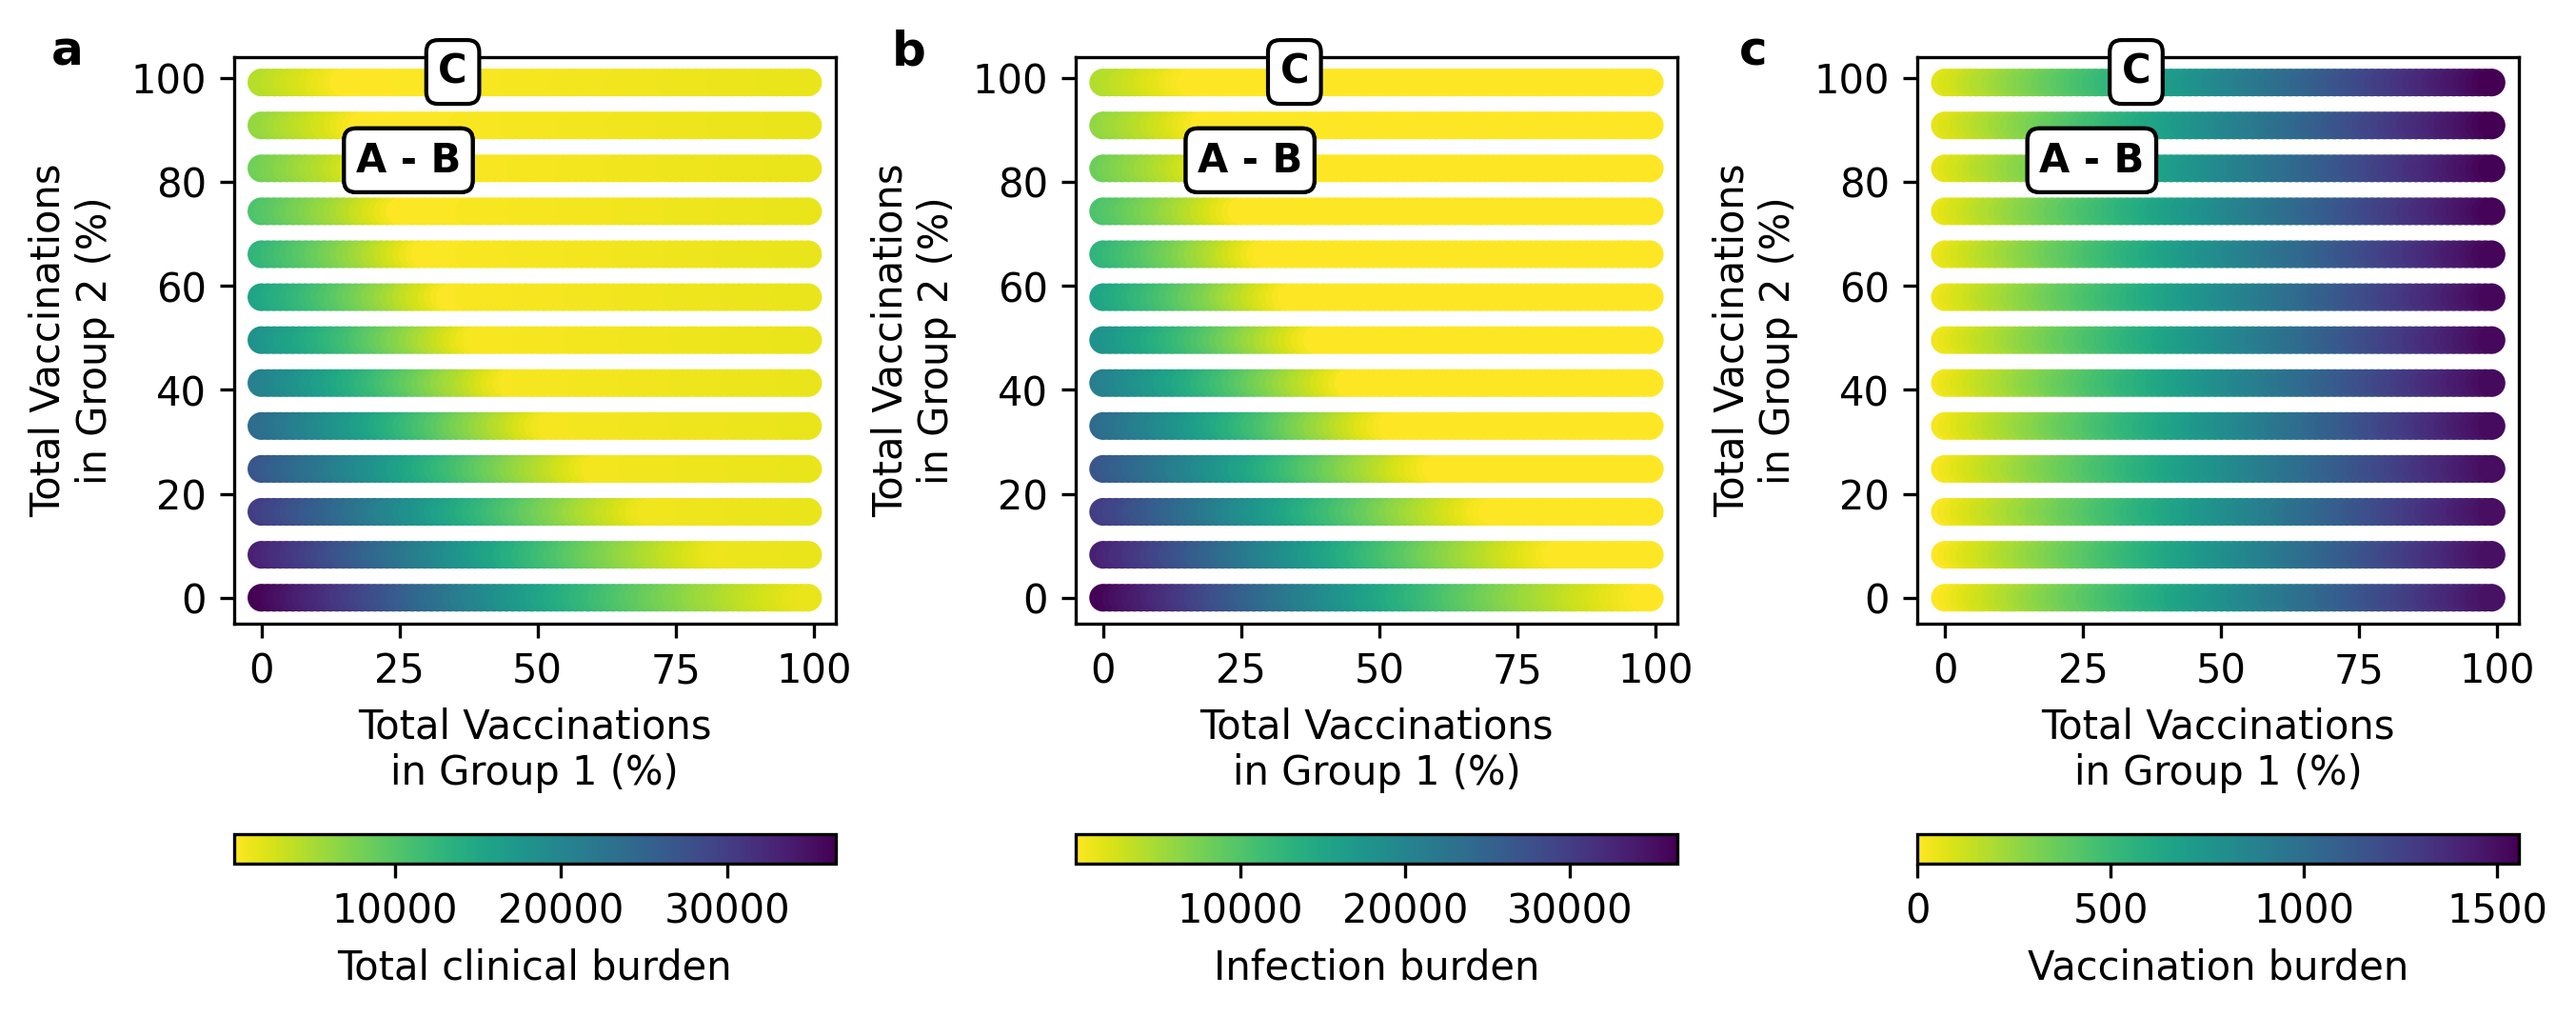 a
Total Vaccinations
in Group 2 (%)
100
80
60
40
20
0
C
A - B
0 25 50 75 100
Total Vaccinations
in Group 1 (%)
10000 20000 30000
Total clinical burden
b
Total Vaccinations
in Group 2 (%)
100
80
60
40
20
0
C
A - B
0 25 50 75 100
Total Vaccinations
in Group 1 (%)
10000 20000 30000
Infection burden
c
Total Vaccinations
in Group 2 (%)
100
80
60
40
20
0
C
A - B
0 25 50 75 100
Total Vaccinations
in Group 1 (%)
0 500 1000 1500
Vaccination burden